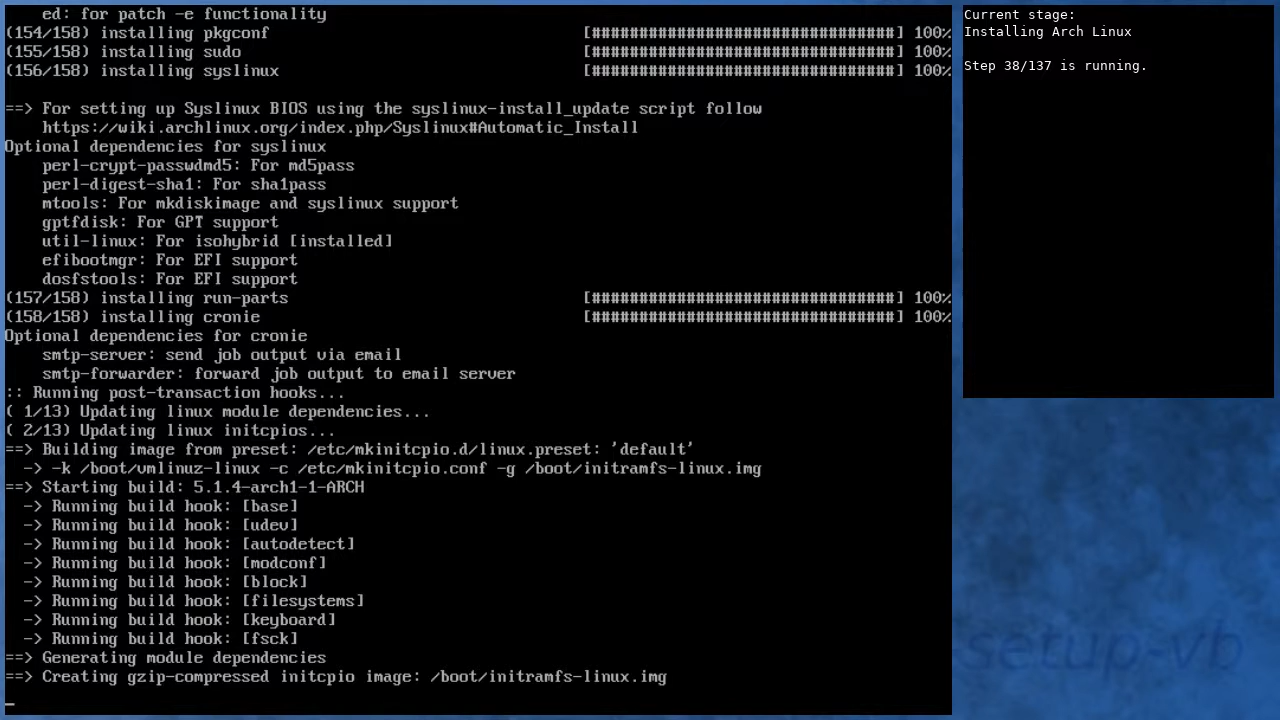 ed: for patch -e functionality
(154/158) installing pkgconf [################################] 100%
(155/158) installing sudo [################################] 100%
(156/158) installing syslinux [################################] 100%
==> For setting up Syslinux BIOS using the syslinux-install_update script follow
https://wiki.archlinux.org/index.php/Syslinux#Automatic_Install
Optional dependencies for syslinux
perl-crypt-passwdmd5: For md5pass
perl-digest-sha1: For sha1pass
mtools: For mkdiskimage and syslinux support
gptfdisk: For GPT support
util-linux: For isohybrid [installed]
efibootmgr: For EFI support
dosfstools: For EFI support
(157/158) installing run-parts [################################] 100%
(158/158) installing cronie [################################] 100%
Optional dependencies for cronie
smtp-server: send job output via email
smtp-forwarder: forward job output to email server
:: Running post-transaction hooks...
( 1/13) Updating linux module dependencies...
( 2/13) Updating linux initcpios...
==> Building image from preset: /etc/mkinitcpio.d/linux.preset: 'default'
-> -k /boot/vmlinuz-linux -c /etc/mkinitcpio.conf -g /boot/initramfs-linux.img
==> Starting build: 5.1.4-arch1-1-ARCH
-> Running build hook: [base]
-> Running build hook: [udev]
-> Running build hook: [autodetect]
-> Running build hook: [modconf]
-> Running build hook: [block]
-> Running build hook: [filesystems]
-> Running build hook: [keyboard]
-> Running build hook: [fsck]
==> Generating module dependencies
==> Creating gzip-compressed initcpio image: /boot/initramfs-linux.img
Current stage:
Installing Arch Linux
Step 38/137 is running.
setup-vb